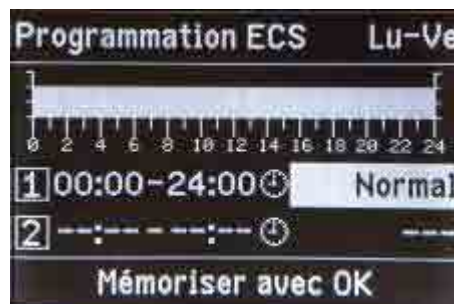 Programmation ECS Lu-Ve
0 2 4 6 8 10 12 14 16 18 20 22 24
1 00:00-24:00 Normal
2 --:-- - --:-- ---
Mémoriser avec OK